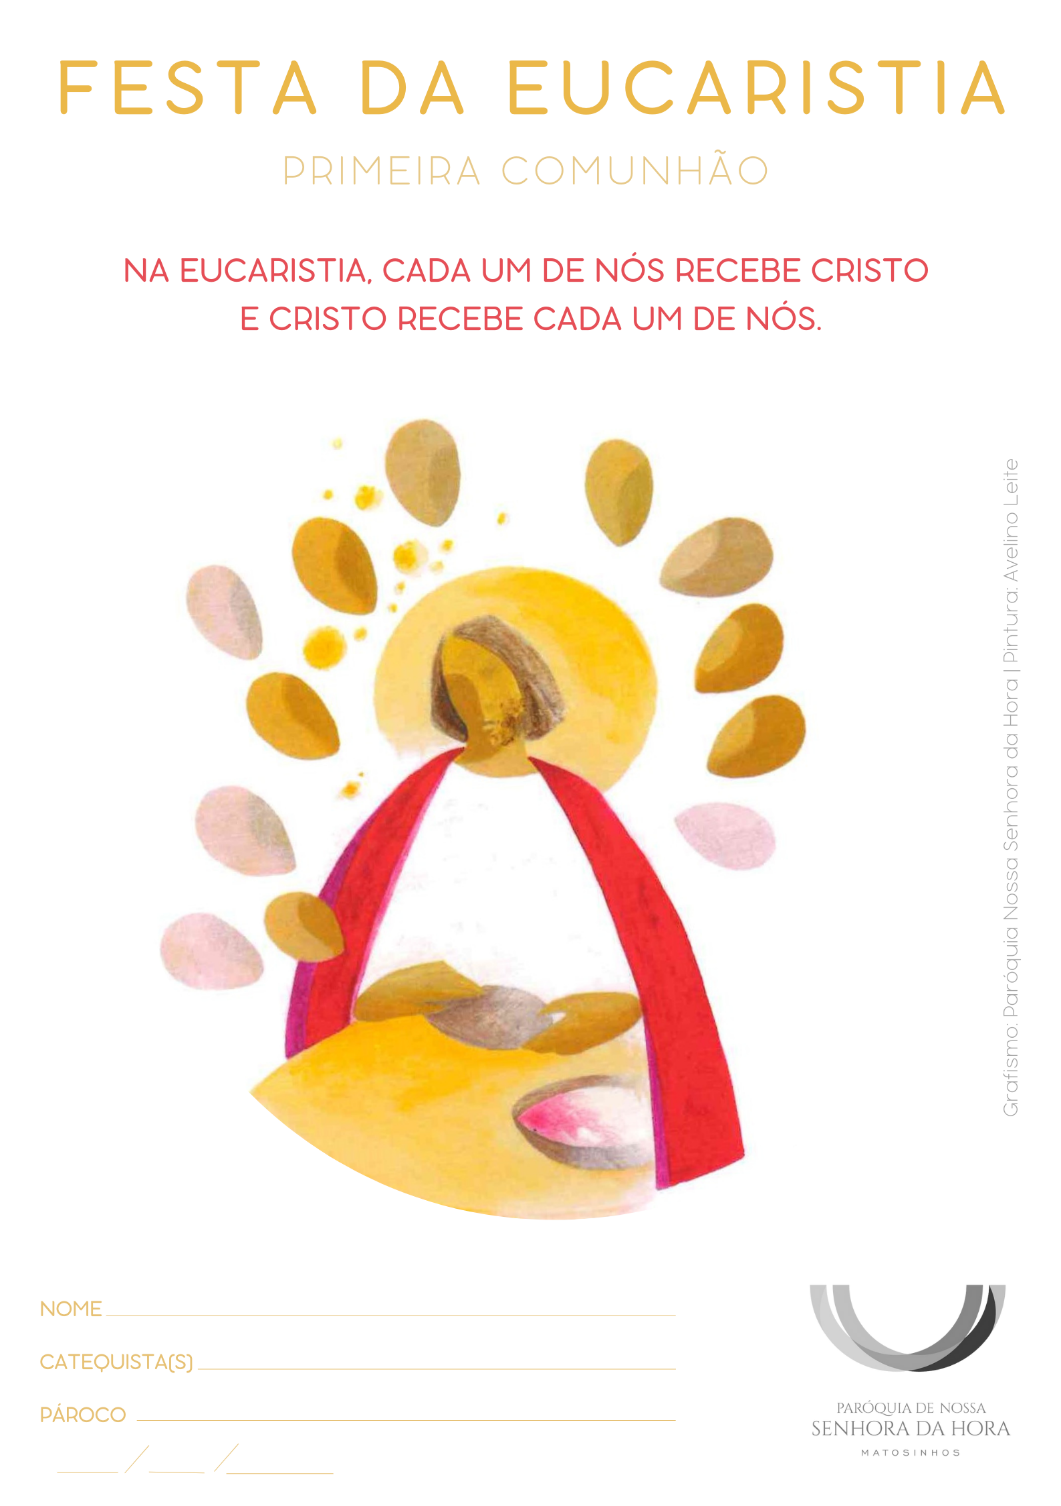 FESTA DA EUCARISTIA
PRIMEIRA COMUNHÃO
NA EUCARISTIA, CADA UM DE NÓS RECEBE CRISTO
E CRISTO RECEBE CADA UM DE NÓS.
Grafismo: Paróquia Nossa Senhora da Hora | Pintura: Avelino Leite
NOME
CATEQUISTA(S)
PÁROCO
PARÓQUIA DE NOSSA
SENHORA DA HORA
MATOSINHOS